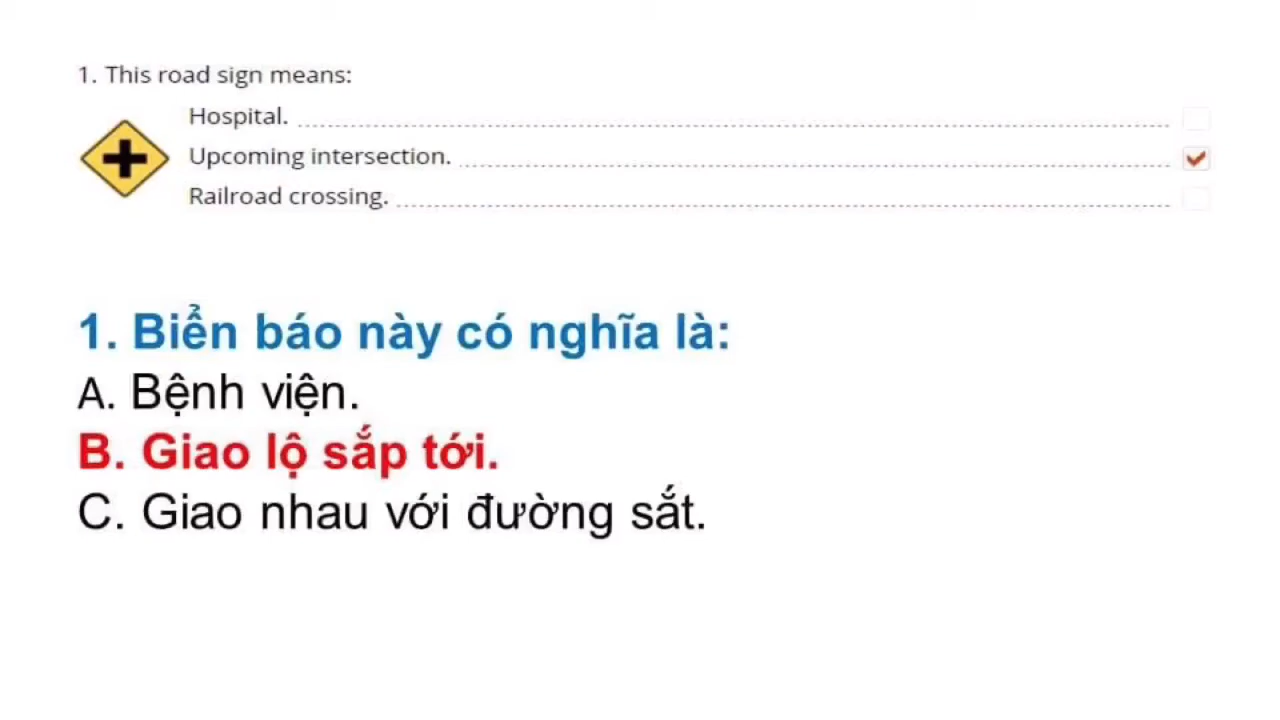 1. This road sign means:
Hospital.
Upcoming intersection.
Railroad crossing.
1. Biển báo này có nghĩa là:
A. Bệnh viện.
B. Giao lộ sắp tới.
C. Giao nhau với đường sắt.